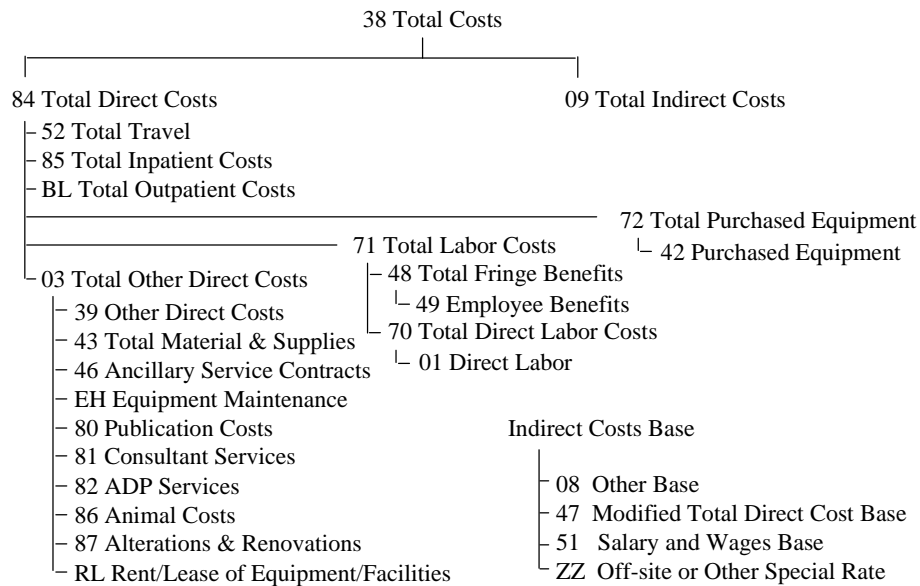 38 Total Costs
84 Total Direct Costs
09 Total Indirect Costs
52 Total Travel
85 Total Inpatient Costs
BL Total Outpatient Costs
72 Total Purchased Equipment
42 Purchased Equipment
71 Total Labor Costs
48 Total Fringe Benefits
49 Employee Benefits
70 Total Direct Labor Costs
01 Direct Labor
03 Total Other Direct Costs
39 Other Direct Costs
43 Total Material & Supplies
46 Ancillary Service Contracts
EH Equipment Maintenance
80 Publication Costs
81 Consultant Services
82 ADP Services
86 Animal Costs
87 Alterations & Renovations
RL Rent/Lease of Equipment/Facilities
Indirect Costs Base
08 Other Base
47 Modified Total Direct Cost Base
51 Salary and Wages Base
ZZ Off-site or Other Special Rate